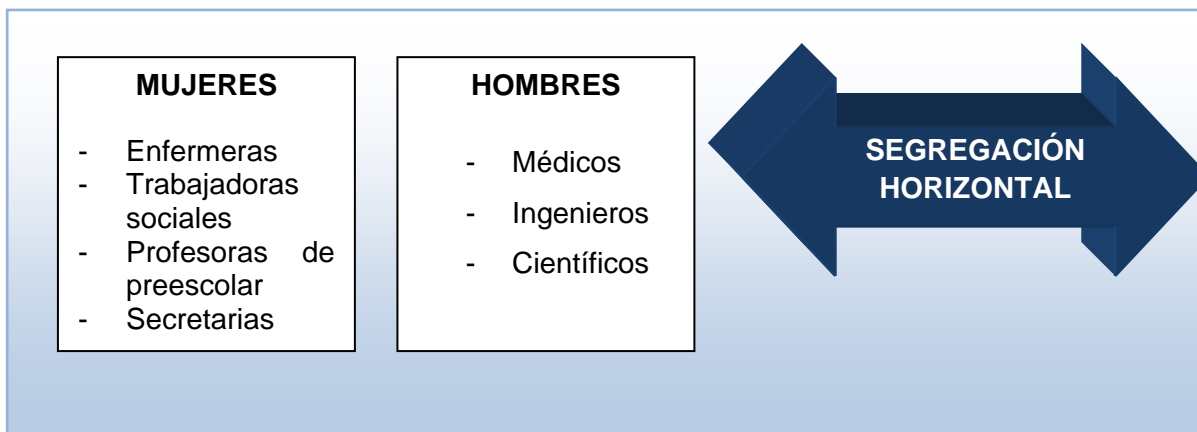 MUJERES
- Enfermeras
- Trabajadoras
sociales
- Profesoras de
preescolar
- Secretarias
HOMBRES
- Médicos
- Ingenieros
- Científicos
SEGREGACIÓN
HORIZONTAL